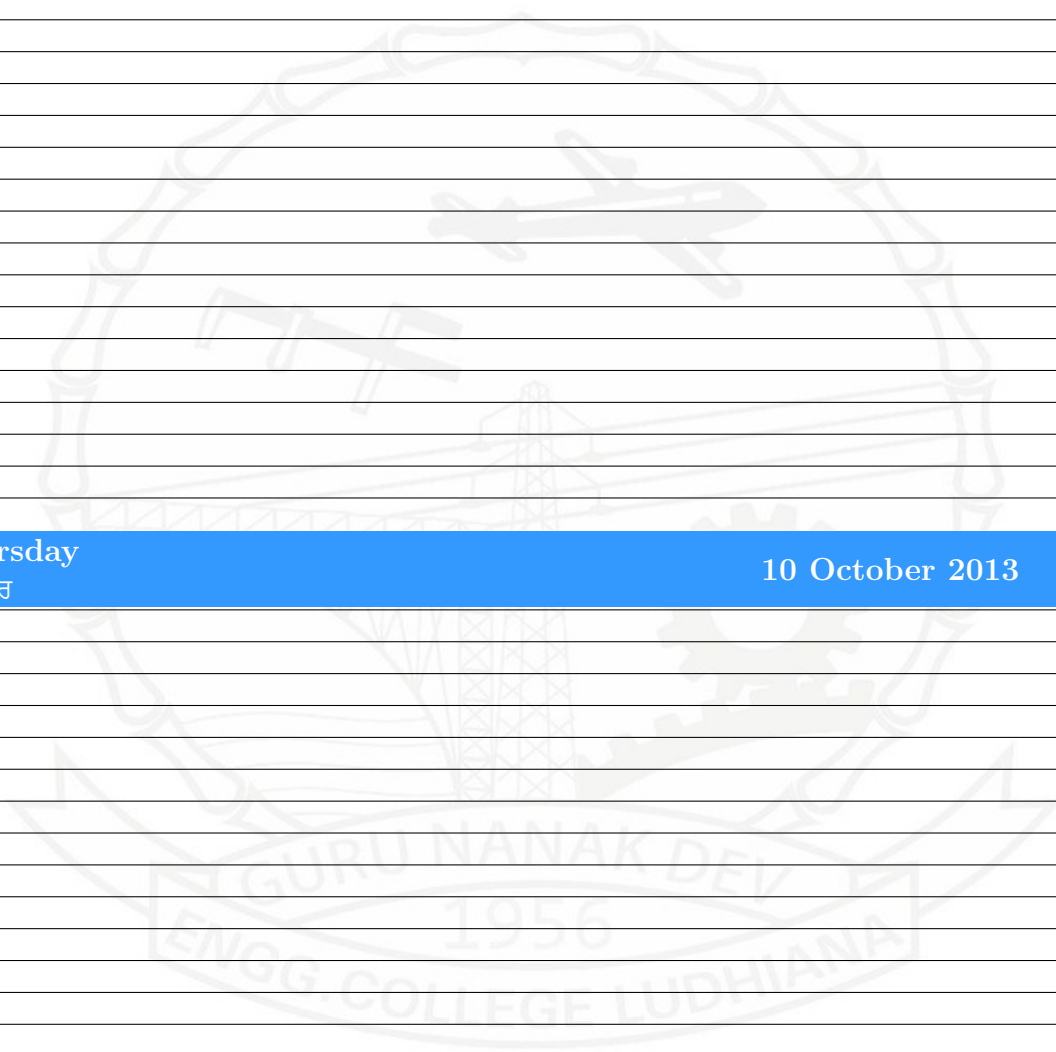 rsday
ਰ
10 October 2013
GURU NANAK DEV
1956
ENGG. COLLEGE LUDHIANA